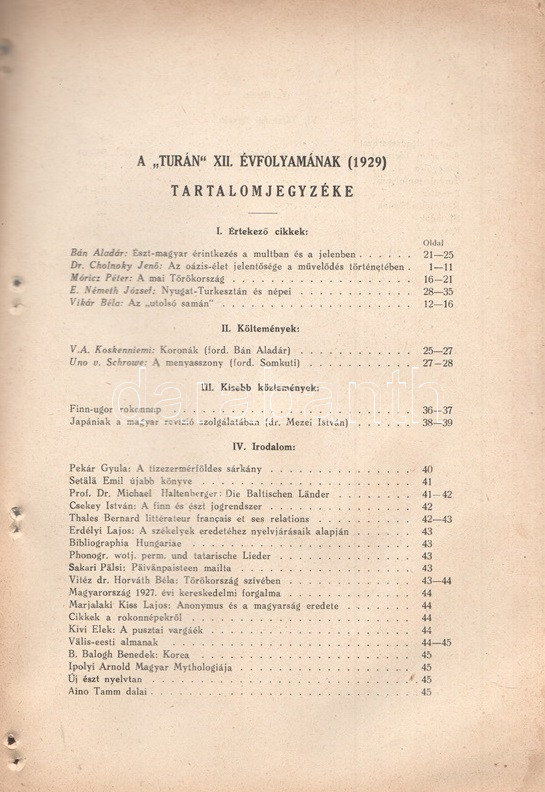 A „TURÁN“ XII. ÉVFOLYAMÁNAK (1929)
TARTALOMJEGYZÉKE
I. Értekező cikkek:
Oldal
Bán Aladár: Észt-magyar érintkezés a multban és a jelenben . . . . . . 21—25
Dr. Cholnoky Jenő: Az oázis-élet jelentősége a művelődés történetében . 1—11
Móricz Péter: A mai Törökország . . . . . . . . . . . . . . . . . 16—21
E. Németh József: Nyugat-Turkesztán és népei . . . . . . . . . . . . 28—35
Vikár Béla: Az „utolsó samán“ . . . . . . . . . . . . . . . . . . 12—16
II. Költemények:
V.A. Koskenniemi: Koronák (ford. Bán Aladár) . . . . . . . . . . . 25—27
Uno v. Schrowe: A menyasszony (ford. Somkuti) . . . . . . . . . . . 27—28
III. Kisebb közlemények:
Finn-ugor rokonnap . . . . . . . . . . . . . . . . . . . . . . 36—37
Japániak a magyar revizió szolgálatában (dr. Mezei István) . . . . . . 38—39
IV. Irodalom:
Pekár Gyula: A tízezermérföldes sárkány . . . . . . . . . . . . . . 40
Setälä Emil újabb könyve . . . . . . . . . . . . . . . . . . . . 41
Prof. Dr. Michael Haltenberger: Die Baltischen Länder . . . . . . . . 41—42
Csekey István: A finn és észt jogrendszer . . . . . . . . . . . . . . 42
Thales Bernard littérateur français et ses relations . . . . . . . . . . 42—43
Erdélyi Lajos: A székelyek eredetéhez nyelvjárásaik alapján . . . . . . 43
Bibliographia Hungariae . . . . . . . . . . . . . . . . . . . . 43
Phonogr. wotj. perm. und tatarische Lieder . . . . . . . . . . . . . 43
Sakari Pälsi: Päivänpaisteen mailta . . . . . . . . . . . . . . . . 43
Vitéz dr. Horváth Béla: Törökország szívében . . . . . . . . . . . . 43—44
Magyarország 1927. évi kereskedelmi forgalma . . . . . . . . . . . . 44
Marjalaki Kiss Lajos: Anonymus és a magyarság eredete . . . . . . . . 44
Cikkek a rokonnépekről . . . . . . . . . . . . . . . . . . . . . 44
Kivi Elek: A pusztai vargáék . . . . . . . . . . . . . . . . . . . 44
Välis-eesti almanak . . . . . . . . . . . . . . . . . . . . . . 44—45
B. Balogh Benedek: Korea . . . . . . . . . . . . . . . . . . . . 45
Ipolyi Arnold Magyar Mythologiája . . . . . . . . . . . . . . . . 45
Új észt nyelvtan . . . . . . . . . . . . . . . . . . . . . . . 45
Aino Tamm dalai . . . . . . . . . . . . . . . . . . . . . . . 45
darabanth